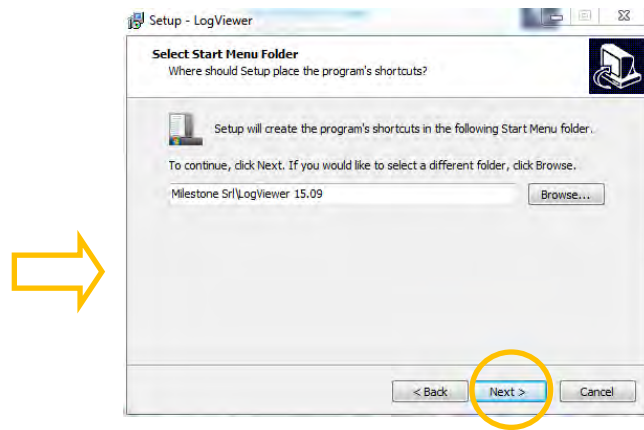 Setup - LogViewer
Select Start Menu Folder
Where should Setup place the program's shortcuts?
Setup will create the program's shortcuts in the following Start Menu folder.
To continue, click Next. If you would like to select a different folder, click Browse.
Milestone Srl\LogViewer 15.09
Browse...
< Back
Next >
Cancel